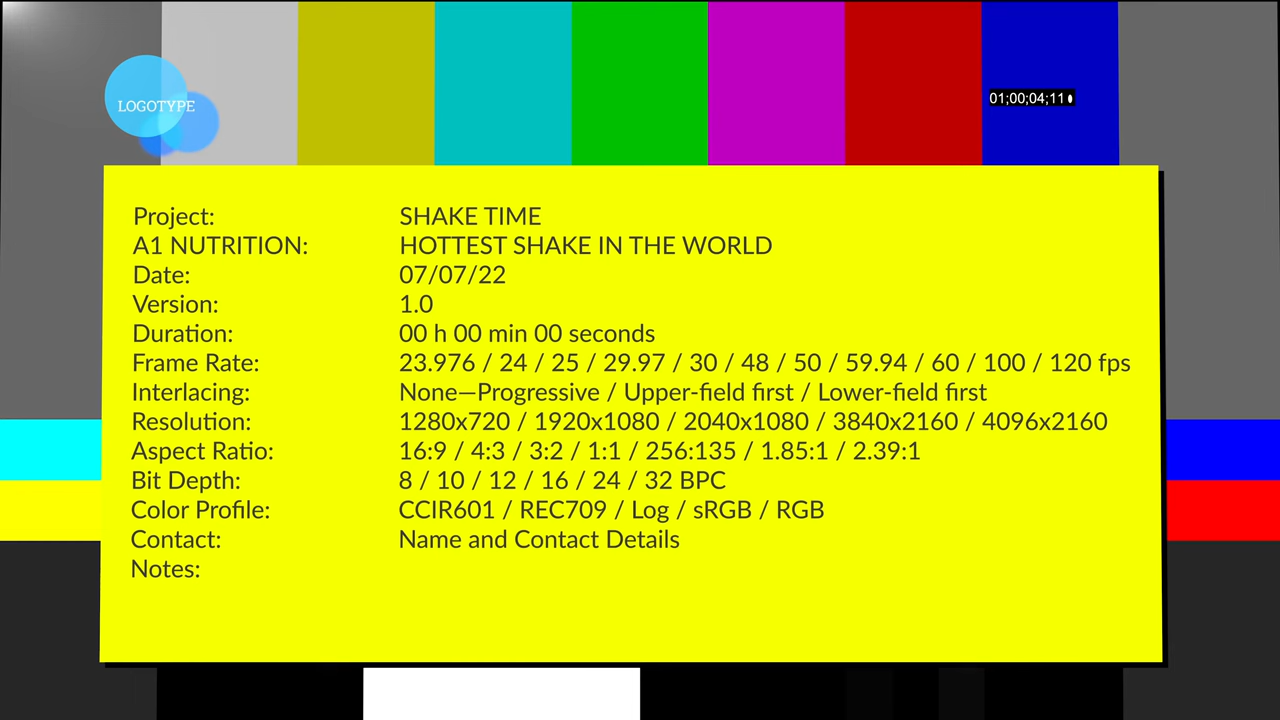 LOGOTYPE
01;00;04;11
Project: SHAKE TIME
A1 NUTRITION: HOTTEST SHAKE IN THE WORLD
Date: 07/07/22
Version: 1.0
Duration: 00 h 00 min 00 seconds
Frame Rate: 23.976 / 24 / 25 / 29.97 / 30 / 48 / 50 / 59.94 / 60 / 100 / 120 fps
Interlacing: None—Progressive / Upper-field first / Lower-field first
Resolution: 1280x720 / 1920x1080 / 2040x1080 / 3840x2160 / 4096x2160
Aspect Ratio: 16:9 / 4:3 / 3:2 / 1:1 / 256:135 / 1.85:1 / 2.39:1
Bit Depth: 8 / 10 / 12 / 16 / 24 / 32 BPC
Color Profile: CCIR601 / REC709 / Log / sRGB / RGB
Contact: Name and Contact Details
Notes: